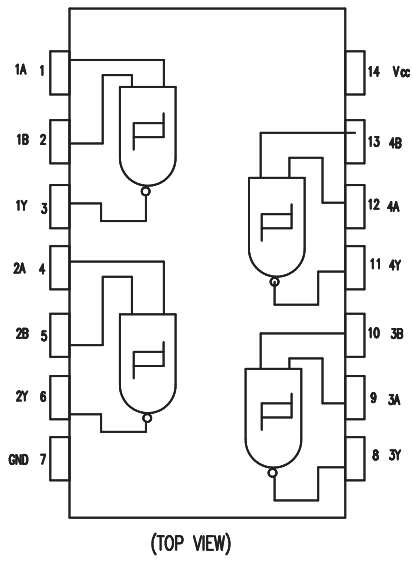 1A 1
14 Vcc
1B 2
13 4B
1Y 3
12 4A
2A 4
11 4Y
2B 5
10 3B
2Y 6
9 3A
GND 7
8 3Y
(TOP VIEW)